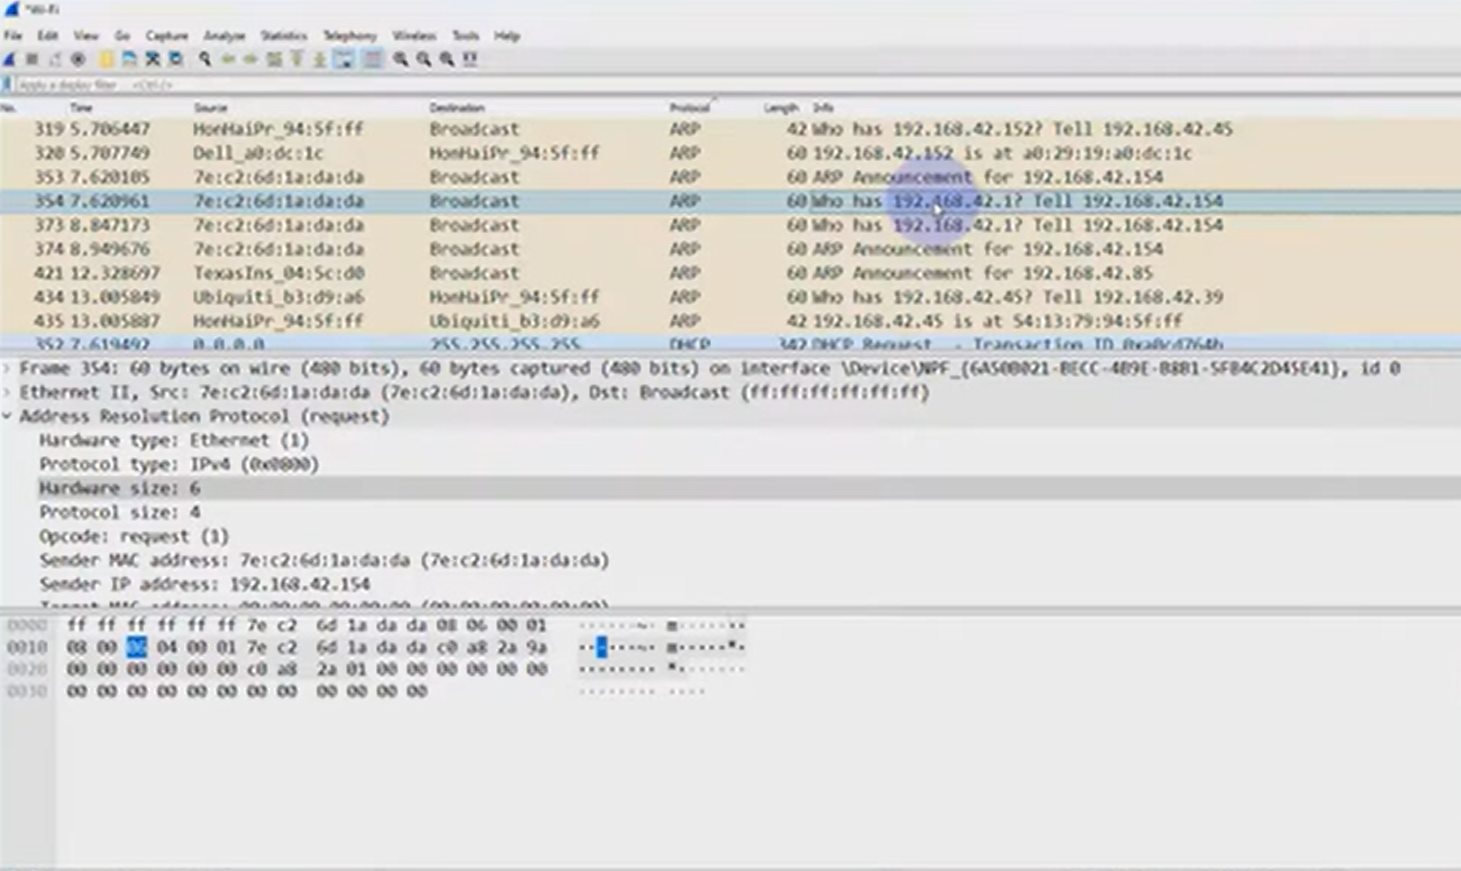 *Wi-Fi
File Edit View Go Capture Analyze Statistics Telephony Wireless Tools Help
Apply a display filter ... <Ctrl-/>
No. Time Source Destination Protocol Length Info
319 5.706447 HonHaiPr_94:5f:ff Broadcast ARP 42 Who has 192.168.42.152? Tell 192.168.42.45
320 5.707749 Dell_a0:dc:1c HonHaiPr_94:5f:ff ARP 60 192.168.42.152 is at a0:29:19:a0:dc:1c
353 7.620105 7e:c2:6d:1a:da:da Broadcast ARP 60 ARP Announcement for 192.168.42.154
354 7.620961 7e:c2:6d:1a:da:da Broadcast ARP 60 Who has 192.168.42.1? Tell 192.168.42.154
373 8.847173 7e:c2:6d:1a:da:da Broadcast ARP 60 Who has 192.168.42.1? Tell 192.168.42.154
374 8.949676 7e:c2:6d:1a:da:da Broadcast ARP 60 ARP Announcement for 192.168.42.154
421 12.328697 TexasIns_04:5c:d0 Broadcast ARP 60 ARP Announcement for 192.168.42.85
434 13.005849 Ubiquiti_b3:d9:a6 HonHaiPr_94:5f:ff ARP 60 Who has 192.168.42.45? Tell 192.168.42.39
435 13.005887 HonHaiPr_94:5f:ff Ubiquiti_b3:d9:a6 ARP 42 192.168.42.45 is at 54:13:79:94:5f:ff
352 7.619492 0.0.0.0 255.255.255.255 DHCP 342 DHCP Request - Transaction ID 0xa0cd764b
Frame 354: 60 bytes on wire (480 bits), 60 bytes captured (480 bits) on interface \Device\NPF_{6A500021-BECC-4B9E-B8B1-5FB4C2D45E41}, id 0
Ethernet II, Src: 7e:c2:6d:1a:da:da (7e:c2:6d:1a:da:da), Dst: Broadcast (ff:ff:ff:ff:ff:ff)
Address Resolution Protocol (request)
Hardware type: Ethernet (1)
Protocol type: IPv4 (0x0800)
Hardware size: 6
Protocol size: 4
Opcode: request (1)
Sender MAC address: 7e:c2:6d:1a:da:da (7e:c2:6d:1a:da:da)
Sender IP address: 192.168.42.154
Target MAC address: 00:00:00_00:00:00 (00:00:00:00:00:00)
0000 ff ff ff ff ff ff 7e c2 6d 1a da da 08 06 00 01
0010 08 00 06 04 00 01 7e c2 6d 1a da da c0 a8 2a 9a
0020 00 00 00 00 00 00 c0 a8 2a 01 00 00 00 00 00 00
0030 00 00 00 00 00 00 00 00 00 00 00 00